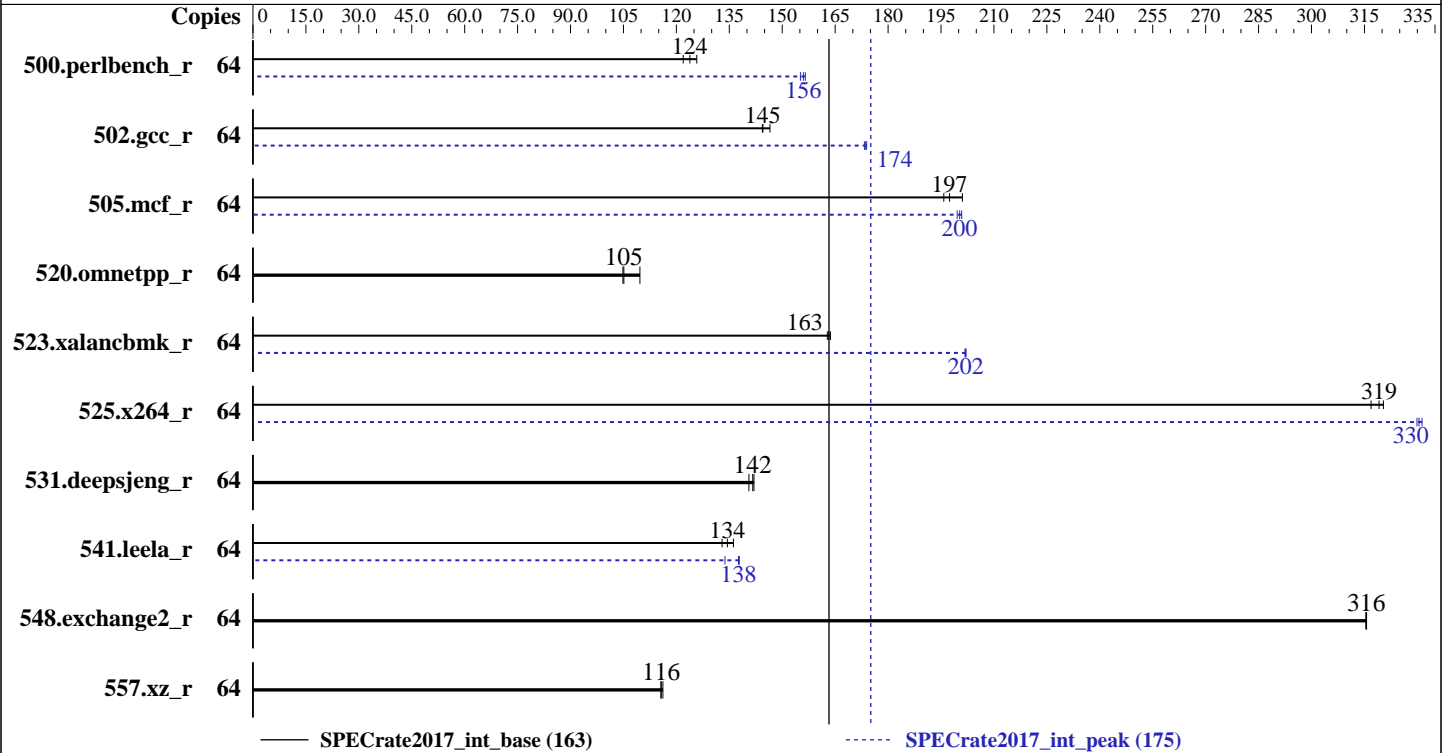 Copies 0 15.0 30.0 45.0 60.0 75.0 90.0 105 120 135 150 165 180 195 210 225 240 255 270 285 300 315 335
500.perlbench_r 64 124
156
502.gcc_r 64 145
174
505.mcf_r 64 197
200
520.omnetpp_r 64 105
523.xalancbmk_r 64 163
202
525.x264_r 64 319
330
531.deepsjeng_r 64 142
541.leela_r 64 134
138
548.exchange2_r 64 316
557.xz_r 64 116
SPECrate2017_int_base (163) SPECrate2017_int_peak (175)